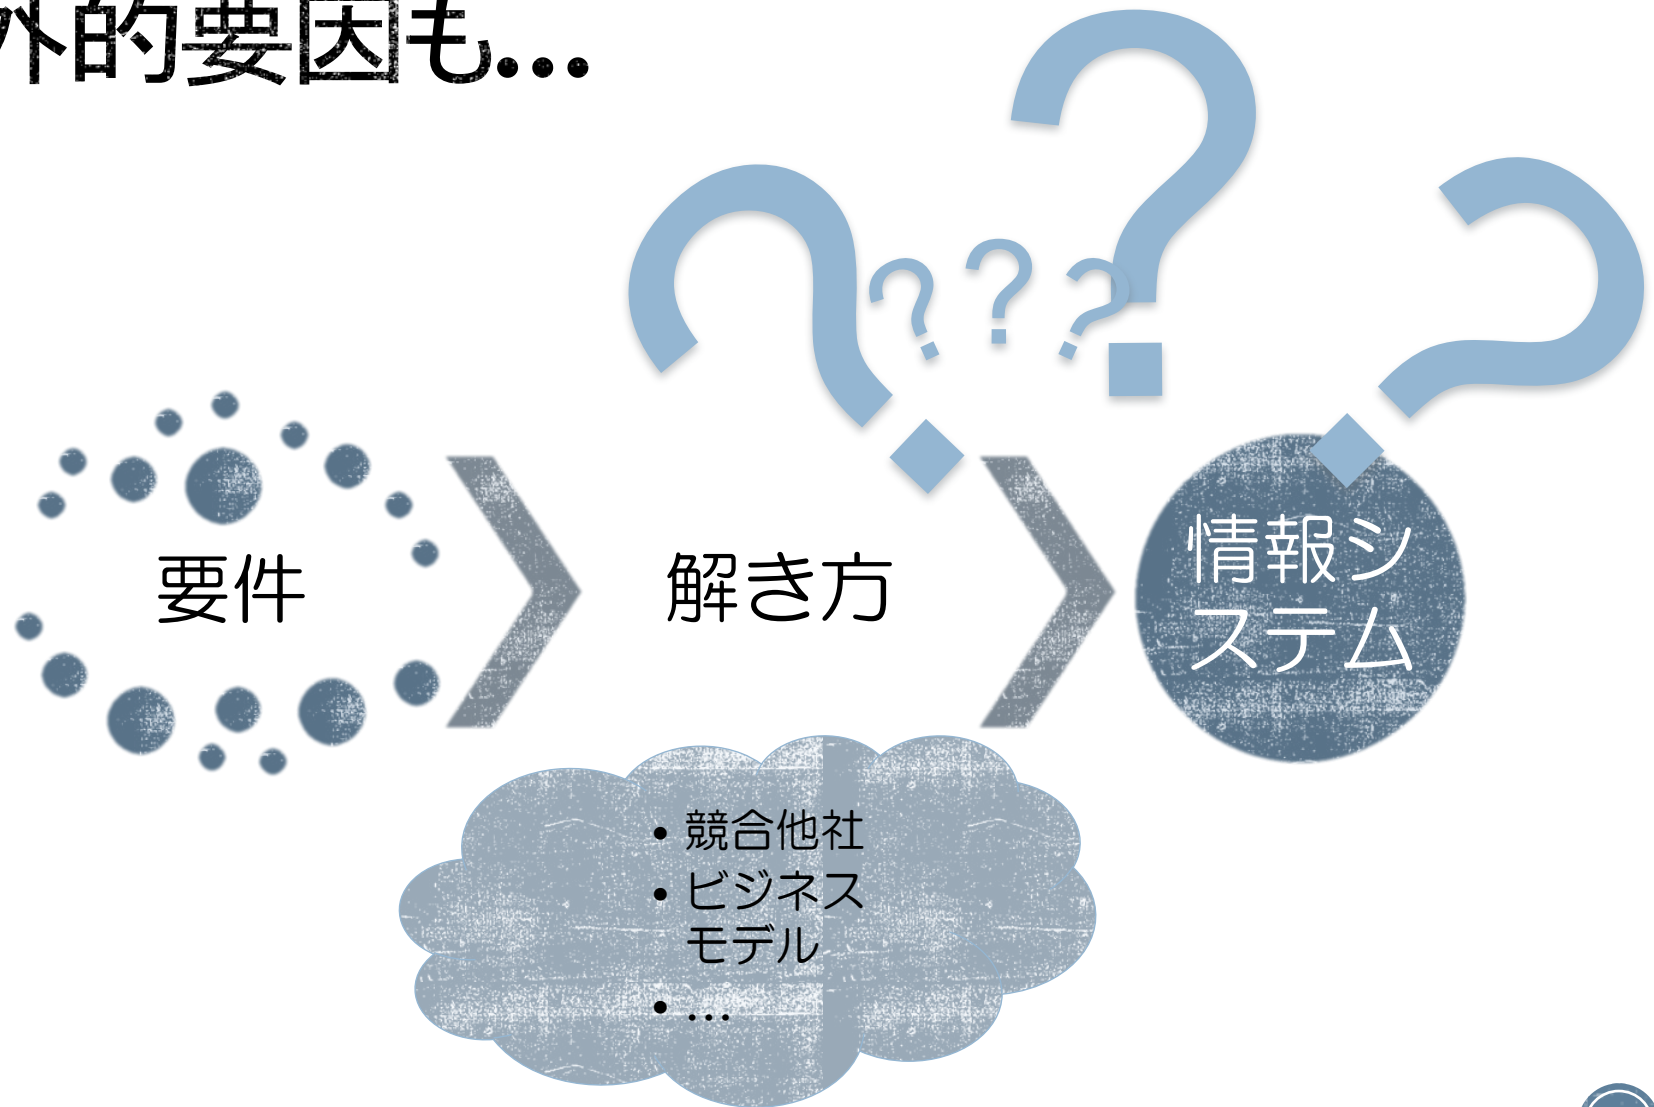 外的要因も...
?
?
?
?
?
?
要件
解き方
情報シ
ステム
• 競合他社
• ビジネス
モデル
• ...